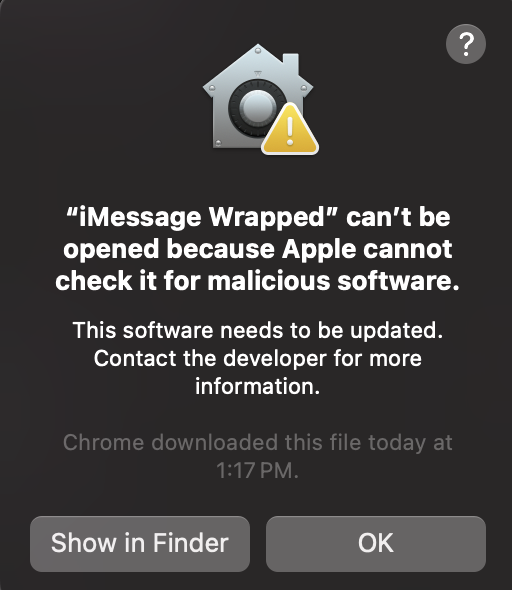 ?
“iMessage Wrapped” can’t be
opened because Apple cannot
check it for malicious software.
This software needs to be updated.
Contact the developer for more
information.
Chrome downloaded this file today at
1:17 PM.
Show in Finder
OK